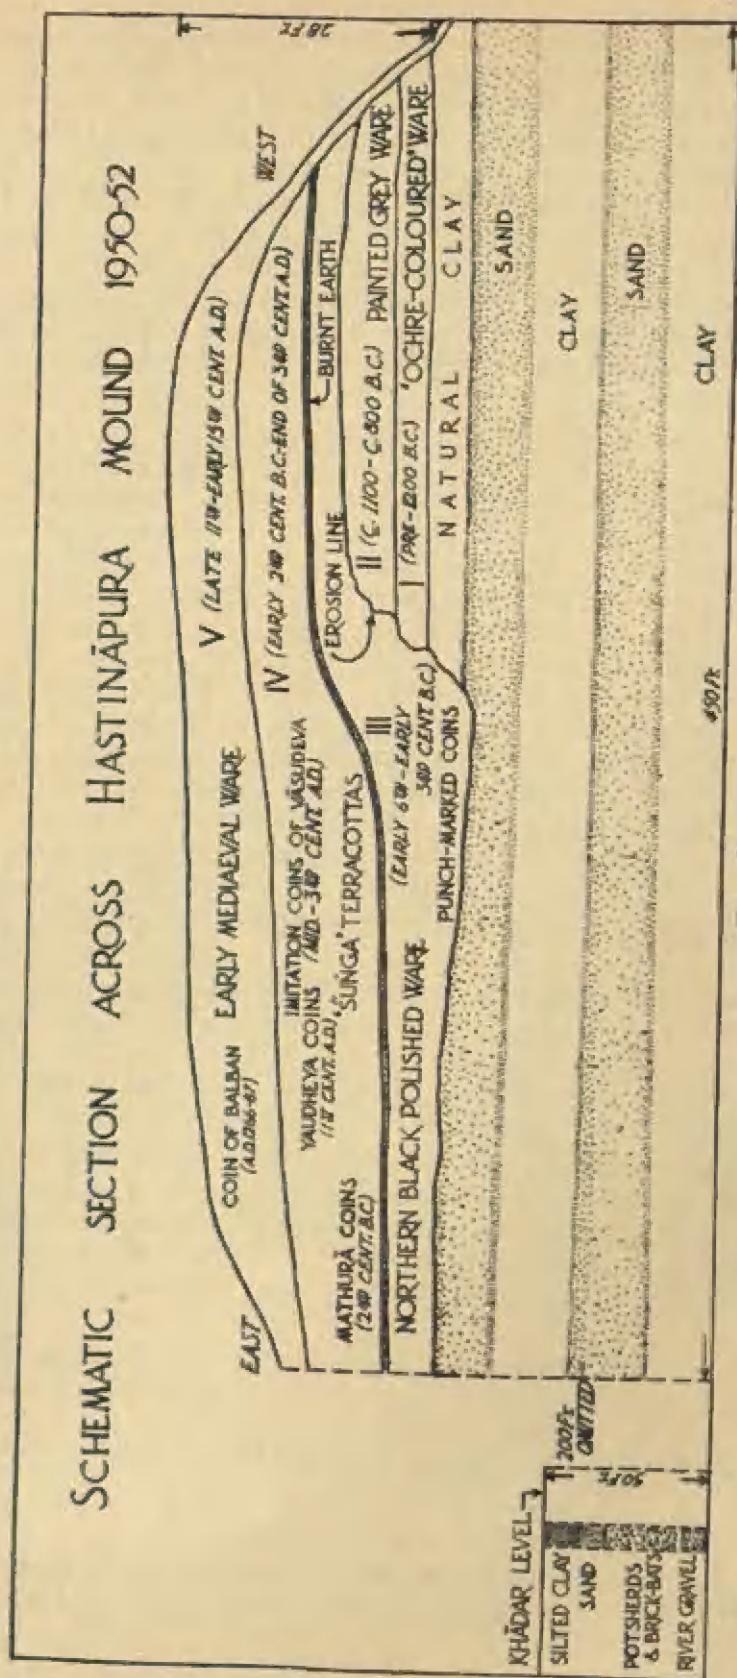 SCHEMATIC SECTION ACROSS HASTINĀPURA MOUND 1950-52
EAST
WEST
28 FT
COIN OF BALBAN
(A.D.1266-87)
EARLY MEDIAEVAL WARE
V (LATE 11TH-EARLY 15TH CENT A.D.)
IMITATION COINS OF VĀSUDEVA
(MID.-3RD CENT A.D.)
YAUDHEYA COINS
(1ST CENT. A.D.)
'ŚUṄGA' TERRACOTTAS
IV (EARLY 2ND CENT B.C.-END OF 3RD CENT A.D.)
MATHURĀ COINS
(2ND CENT. B.C.)
BURNT EARTH
EROSION LINE
NORTHERN BLACK POLISHED WARE
III
(EARLY 6TH-EARLY
3RD CENT B.C.)
PUNCH-MARKED COINS
II (C·1100-C·800 B.C.) PAINTED GREY WARE
I (PRE-1200 B.C.) 'OCHRE-COLOURED' WARE
NATURAL CLAY
SAND
CLAY
SAND
CLAY
KHĀDAR LEVEL
200 FT
OMITTED
SILTED CLAY
SAND
POTSHERDS
& BRICK-BATS
RIVER GRAVEL